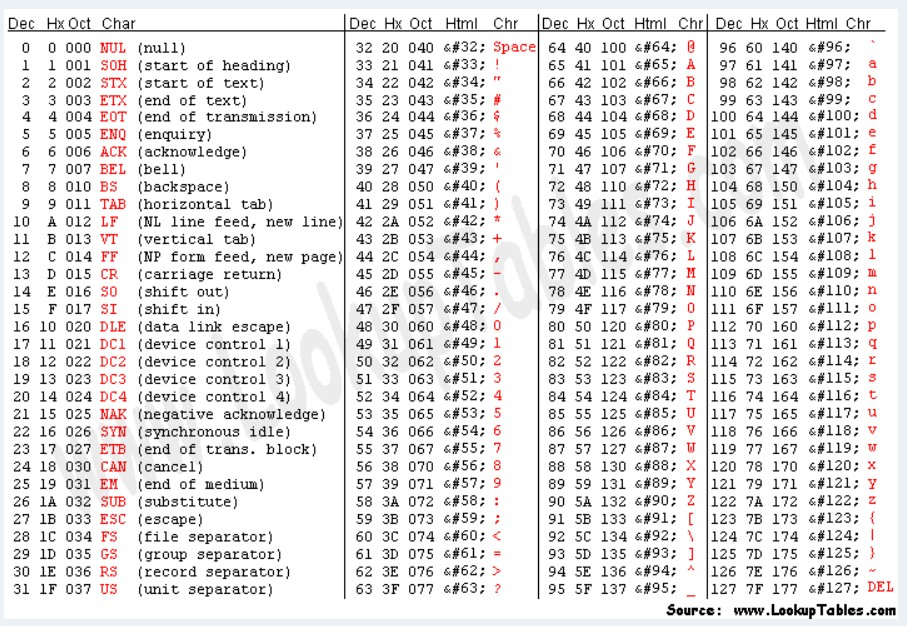 Dec Hx Oct Char Dec Hx Oct Html Chr Dec Hx Oct Html Chr Dec Hx Oct Html Chr
0 0 000 NUL (null) 32 20 040 &#32; Space 64 40 100 &#64; @ 96 60 140 &#96; `
1 1 001 SOH (start of heading) 33 21 041 &#33; ! 65 41 101 &#65; A 97 61 141 &#97; a
2 2 002 STX (start of text) 34 22 042 &#34; " 66 42 102 &#66; B 98 62 142 &#98; b
3 3 003 ETX (end of text) 35 23 043 &#35; # 67 43 103 &#67; C 99 63 143 &#99; c
4 4 004 EOT (end of transmission) 36 24 044 &#36; $ 68 44 104 &#68; D 100 64 144 &#100; d
5 5 005 ENQ (enquiry) 37 25 045 &#37; % 69 45 105 &#69; E 101 65 145 &#101; e
6 6 006 ACK (acknowledge) 38 26 046 &#38; & 70 46 106 &#70; F 102 66 146 &#102; f
7 7 007 BEL (bell) 39 27 047 &#39; ' 71 47 107 &#71; G 103 67 147 &#103; g
8 8 010 BS (backspace) 40 28 050 &#40; ( 72 48 110 &#72; H 104 68 150 &#104; h
9 9 011 TAB (horizontal tab) 41 29 051 &#41; ) 73 49 111 &#73; I 105 69 151 &#105; i
10 A 012 LF (NL line feed, new line) 42 2A 052 &#42; * 74 4A 112 &#74; J 106 6A 152 &#106; j
11 B 013 VT (vertical tab) 43 2B 053 &#43; + 75 4B 113 &#75; K 107 6B 153 &#107; k
12 C 014 FF (NP form feed, new page) 44 2C 054 &#44; , 76 4C 114 &#76; L 108 6C 154 &#108; l
13 D 015 CR (carriage return) 45 2D 055 &#45; - 77 4D 115 &#77; M 109 6D 155 &#109; m
14 E 016 SO (shift out) 46 2E 056 &#46; . 78 4E 116 &#78; N 110 6E 156 &#110; n
15 F 017 SI (shift in) 47 2F 057 &#47; / 79 4F 117 &#79; O 111 6F 157 &#111; o
16 10 020 DLE (data link escape) 48 30 060 &#48; 0 80 50 120 &#80; P 112 70 160 &#112; p
17 11 021 DC1 (device control 1) 49 31 061 &#49; 1 81 51 121 &#81; Q 113 71 161 &#113; q
18 12 022 DC2 (device control 2) 50 32 062 &#50; 2 82 52 122 &#82; R 114 72 162 &#114; r
19 13 023 DC3 (device control 3) 51 33 063 &#51; 3 83 53 123 &#83; S 115 73 163 &#115; s
20 14 024 DC4 (device control 4) 52 34 064 &#52; 4 84 54 124 &#84; T 116 74 164 &#116; t
21 15 025 NAK (negative acknowledge) 53 35 065 &#53; 5 85 55 125 &#85; U 117 75 165 &#117; u
22 16 026 SYN (synchronous idle) 54 36 066 &#54; 6 86 56 126 &#86; V 118 76 166 &#118; v
23 17 027 ETB (end of trans. block) 55 37 067 &#55; 7 87 57 127 &#87; W 119 77 167 &#119; w
24 18 030 CAN (cancel) 56 38 070 &#56; 8 88 58 130 &#88; X 120 78 170 &#120; x
25 19 031 EM (end of medium) 57 39 071 &#57; 9 89 59 131 &#89; Y 121 79 171 &#121; y
26 1A 032 SUB (substitute) 58 3A 072 &#58; : 90 5A 132 &#90; Z 122 7A 172 &#122; z
27 1B 033 ESC (escape) 59 3B 073 &#59; ; 91 5B 133 &#91; [ 123 7B 173 &#123; {
28 1C 034 FS (file separator) 60 3C 074 &#60; < 92 5C 134 &#92; \ 124 7C 174 &#124; |
29 1D 035 GS (group separator) 61 3D 075 &#61; = 93 5D 135 &#93; ] 125 7D 175 &#125; }
30 1E 036 RS (record separator) 62 3E 076 &#62; > 94 5E 136 &#94; ^ 126 7E 176 &#126; ~
31 1F 037 US (unit separator) 63 3F 077 &#63; ? 95 5F 137 &#95; _ 127 7F 177 &#127; DEL
Source: www.LookupTables.com
www.LookupTables.com